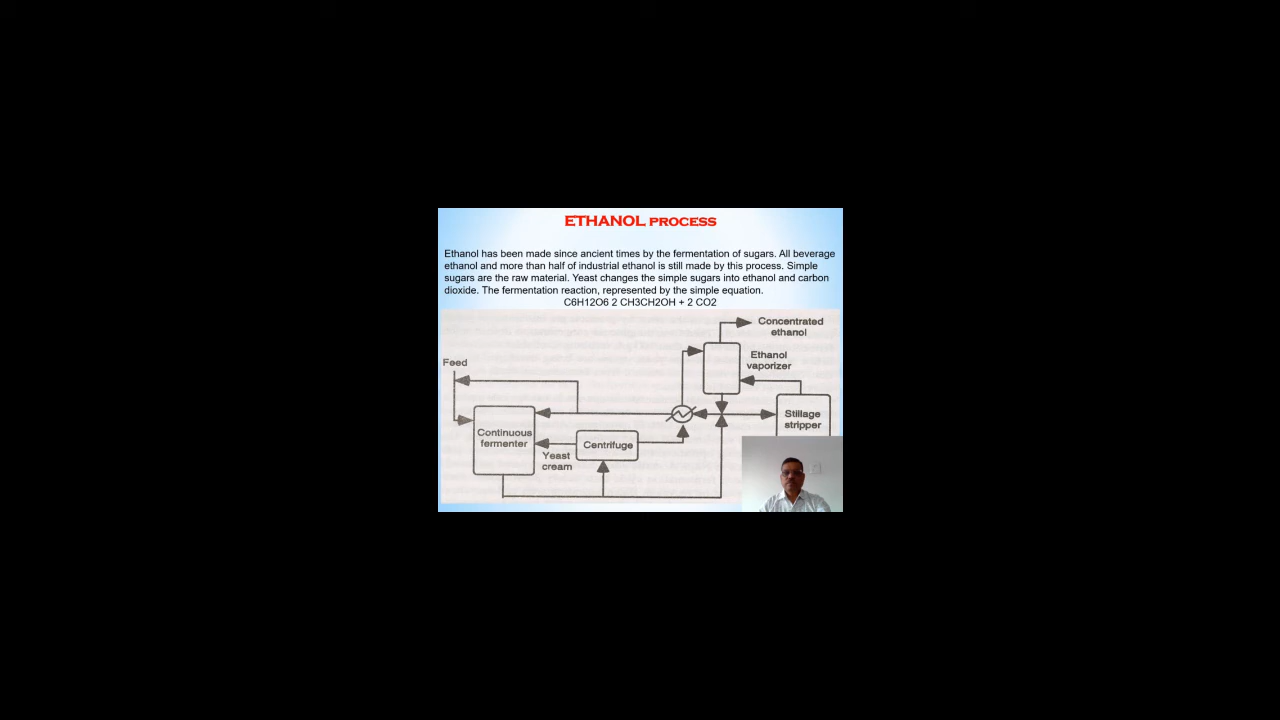 ETHANOL PROCESS
Ethanol has been made since ancient times by the fermentation of sugars. All beverage
ethanol and more than half of industrial ethanol is still made by this process. Simple
sugars are the raw material. Yeast changes the simple sugars into ethanol and carbon
dioxide. The fermentation reaction, represented by the simple equation.
C6H12O6 2 CH3CH2OH + 2 CO2
Concentrated
ethanol
Ethanol
vaporizer
Feed
Stillage
stripper
Continuous
fermenter
Centrifuge
Yeast
cream